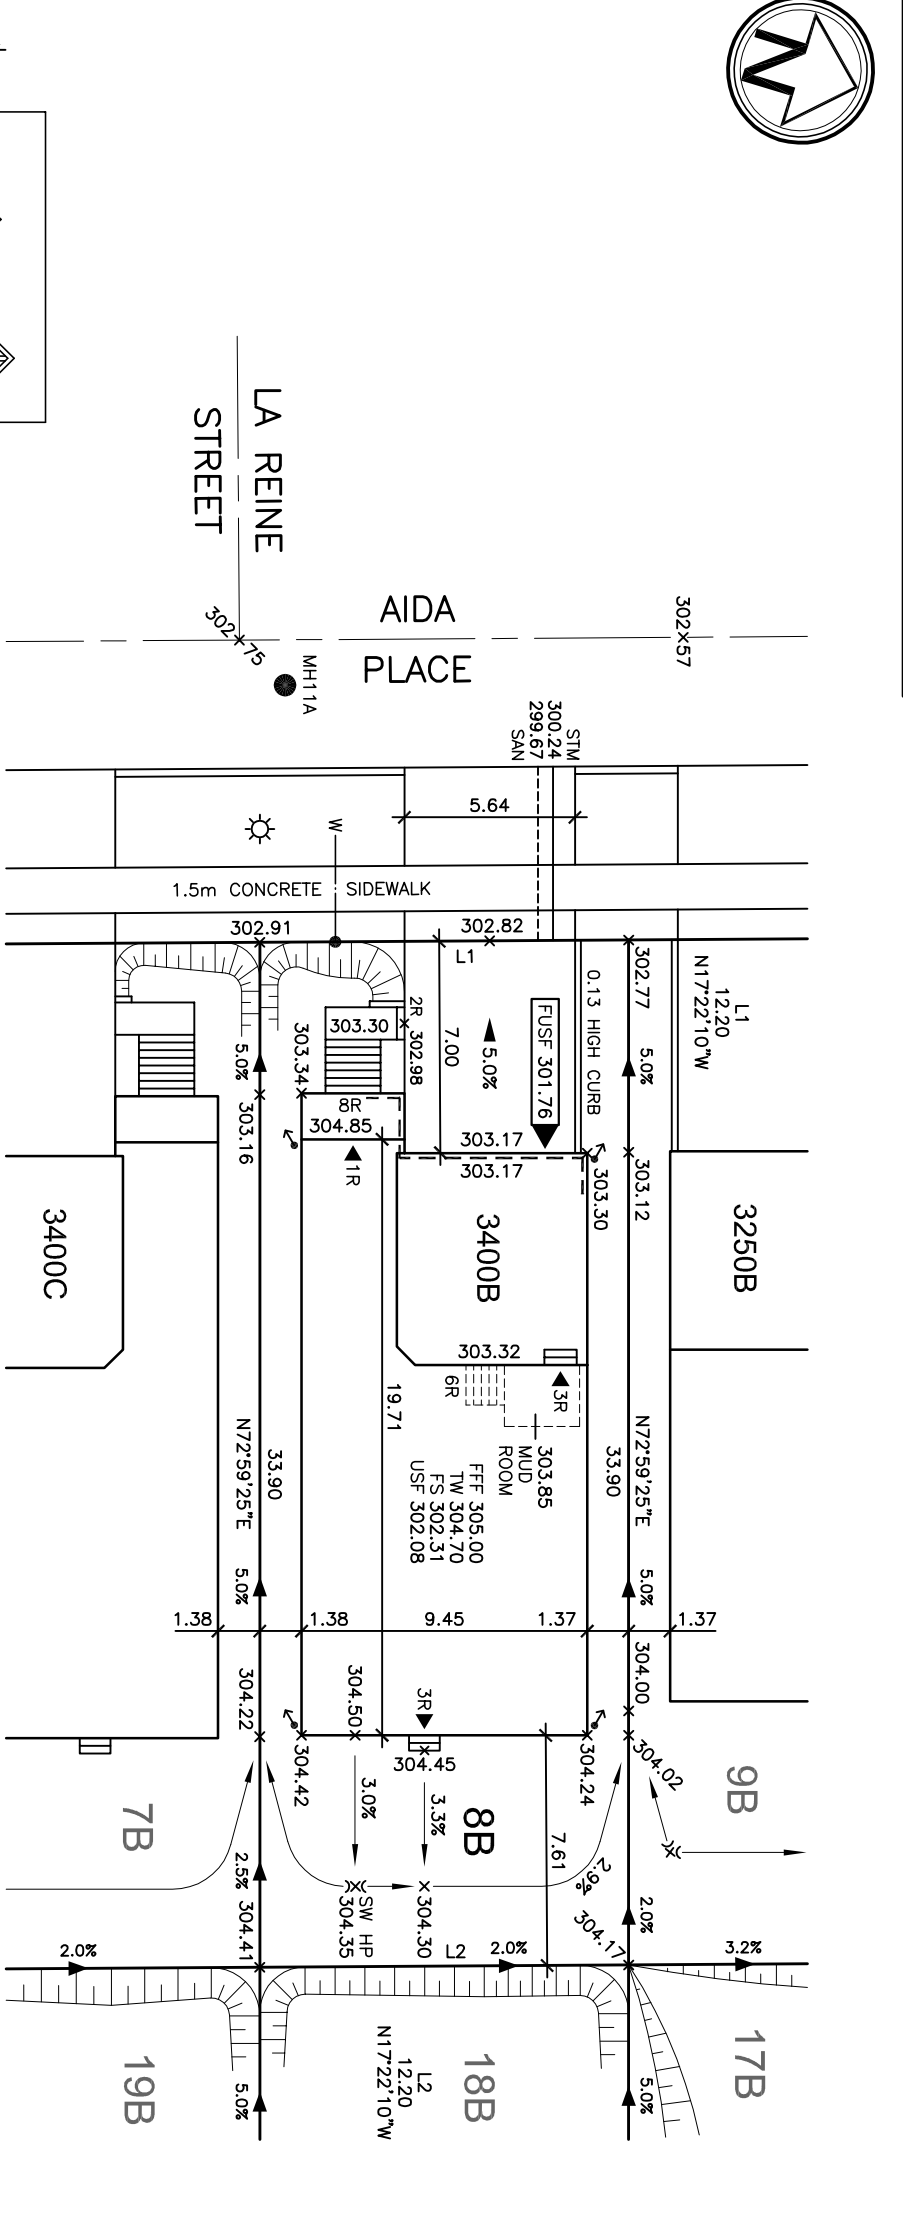 N
LA REINE
STREET
AIDA
PLACE
302×57
302×75
MH11A
STM
300.24
299.67
SAN
5.64
W
1.5m CONCRETE SIDEWALK
302.91
302.82
L1
302.77
L1
12.20
N17°22'10"W
0.13 HIGH CURB
FUSF 301.76
5.0%
7.00
2R
302.98
303.30
303.34
5.0%
5.0%
303.16
8R
304.85
1R
303.17
303.17
303.30
303.12
3400C
3400B
3250B
303.32
6R
3R
303.85
MUD
ROOM
19.71
FFF 305.00
TW 304.70
FS 302.31
USF 302.08
N72°59'25"E
33.90
33.90
N72°59'25"E
5.0%
5.0%
1.38
1.38
9.45
1.37
1.37
304.22
304.50
3R
304.00
304.42
304.45
304.24
304.02
3.0%
3.3%
7B
8B
9B
7.61
2.9%
2.5%
304.41
SW HP
304.35
304.30
304.17
2.0%
2.0%
L2
2.0%
3.2%
L2
12.20
N17°22'10"W
19B
18B
17B
5.0%
5.0%